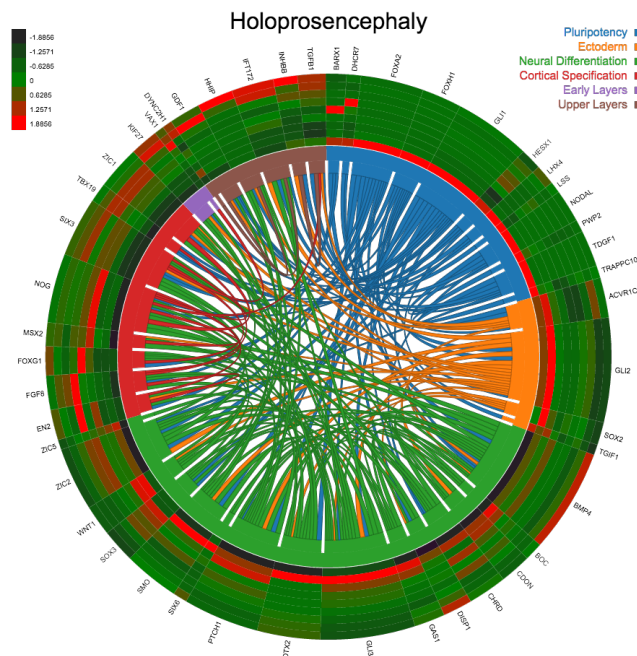 Holoprosencephaly
-1.8856
-1.2571
-0.6285
0
0.6285
1.2571
1.8856
Pluripotency
Ectoderm
Neural Differentiation
Cortical Specification
Early Layers
Upper Layers
BARX1
DHCR7
FOXA2
FOXH1
GLI1
HESX1
LHX4
LSS
NODAL
PWP2
TDGF1
TRAPPC10
ACVR1C
GLI2
SOX2
TGIF1
BMP4
BOC
CDON
CHRD
DISP1
GAS1
GLI3
OTX2
PTCH1
SIX6
SMO
SOX3
WNT1
ZIC2
ZIC5
EN2
FGF8
FOXG1
MSX2
NOG
SIX3
TBX19
ZIC1
KIF27
VAX1
DYNC2H1
GDF1
HHIP
IFT172
INHBB
TGFB1